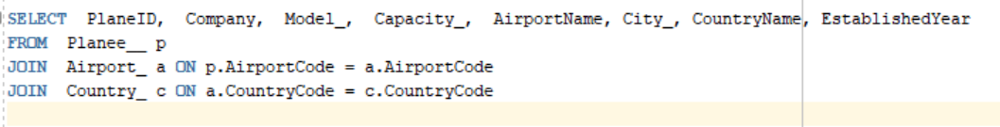 SELECT PlaneID, Company, Model_, Capacity_, AirportName, City_, CountryName, EstablishedYear
FROM Planee__ p
JOIN Airport_ a ON p.AirportCode = a.AirportCode
JOIN Country_ c ON a.CountryCode = c.CountryCode